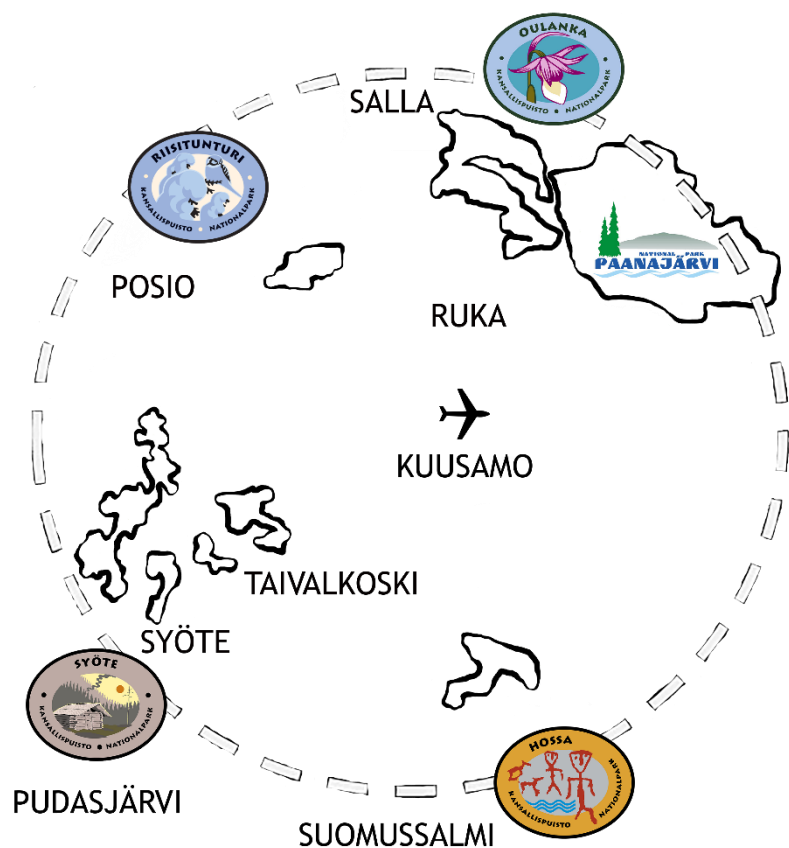 OULANKA
KANSALLISPUISTO • NATIONALPARK
SALLA
RIISITUNTURI
KANSALLISPUISTO • NATIONALPARK
NATIONAL PARK
PAANAJÄRVI
POSIO
RUKA
KUUSAMO
TAIVALKOSKI
SYÖTE
SYÖTE
KANSALLISPUISTO • NATIONALPARK
HOSSA
KANSALLISPUISTO • NATIONALPARK
PUDASJÄRVI
SUOMUSSALMI